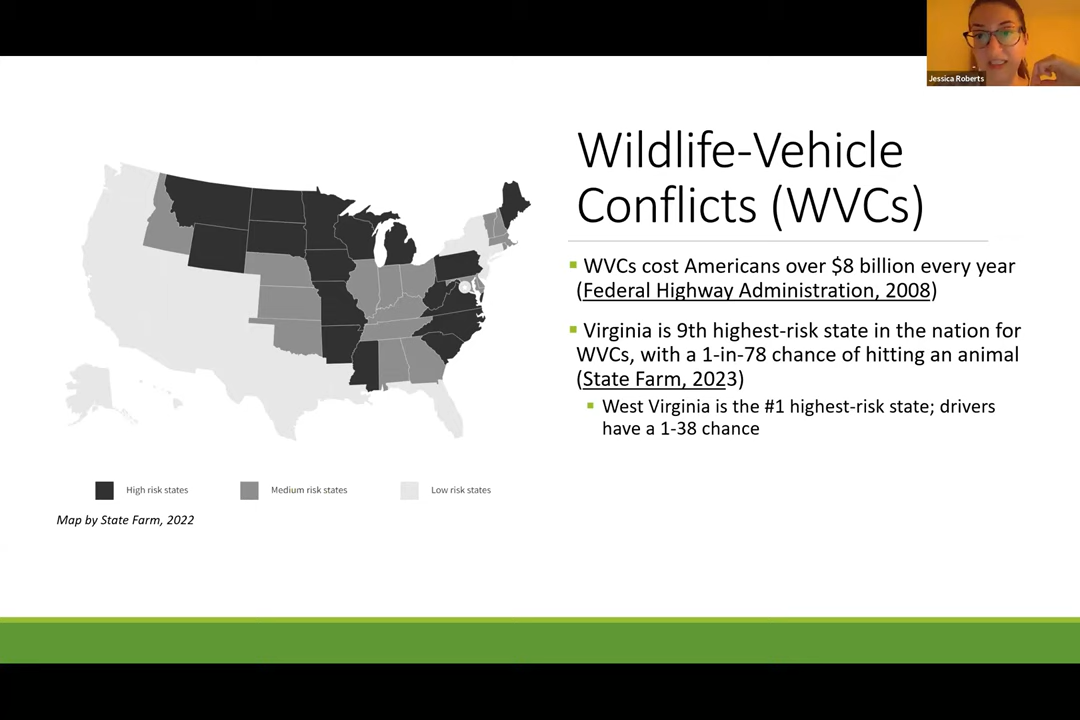 Jessica Roberts
Wildlife-Vehicle
Conflicts (WVCs)
▪ WVCs cost Americans over $8 billion every year
(Federal Highway Administration, 2008)
▪ Virginia is 9th highest-risk state in the nation for
WVCs, with a 1-in-78 chance of hitting an animal
(State Farm, 2023)
▪ West Virginia is the #1 highest-risk state; drivers
have a 1-38 chance
High risk states
Medium risk states
Low risk states
Map by State Farm, 2022